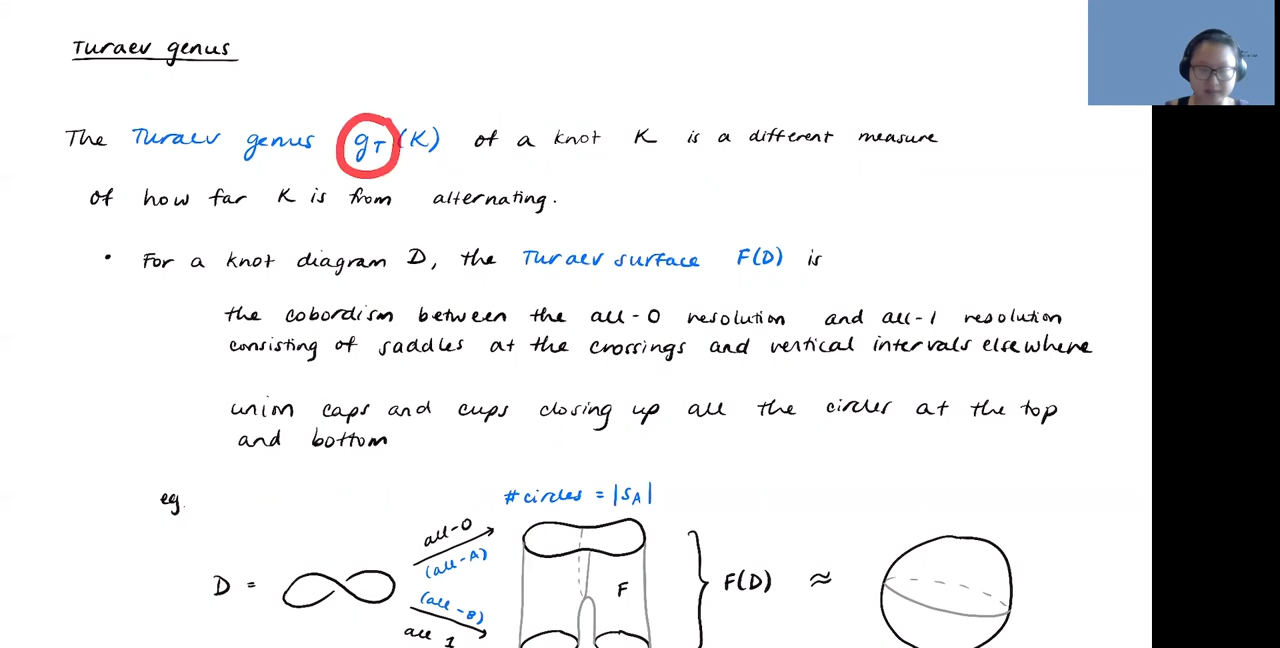 Turaev genus
The Turaev genus gT(K) of a knot K is a different measure
of how far K is from alternating.
• For a knot diagram D, the Turaev surface F(D) is
the cobordism between the all-0 resolution and all-1 resolution
consisting of saddles at the crossings and vertical intervals elsewhere
union caps and cups closing up all the circles at the top
and bottom
eg.
# circles = |SA|
all-0
(all-A)
D =
F
F(D) ≈
(all-B)
all 1